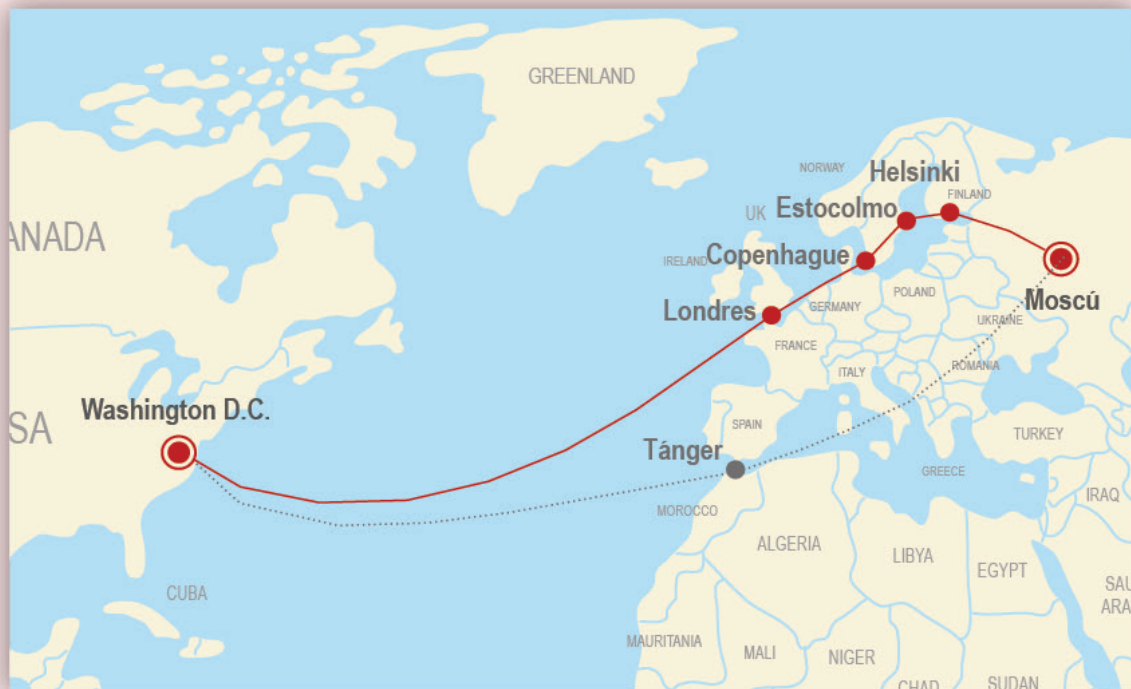 GREENLAND
NORWAY
Helsinki
FINLAND
Estocolmo
UK
ANADA
Copenhague
IRELAND
POLAND
Moscú
Londres
GERMANY
UKRAINE
FRANCE
ROMANIA
ITALY
Washington D.C.
SA
SPAIN
TURKEY
Tánger
GREECE
IRAQ
MOROCCO
ALGERIA
LIBYA
EGYPT
CUBA
SAU
ARA
MAURITANIA
MALI
NIGER
CHAD
SUDAN